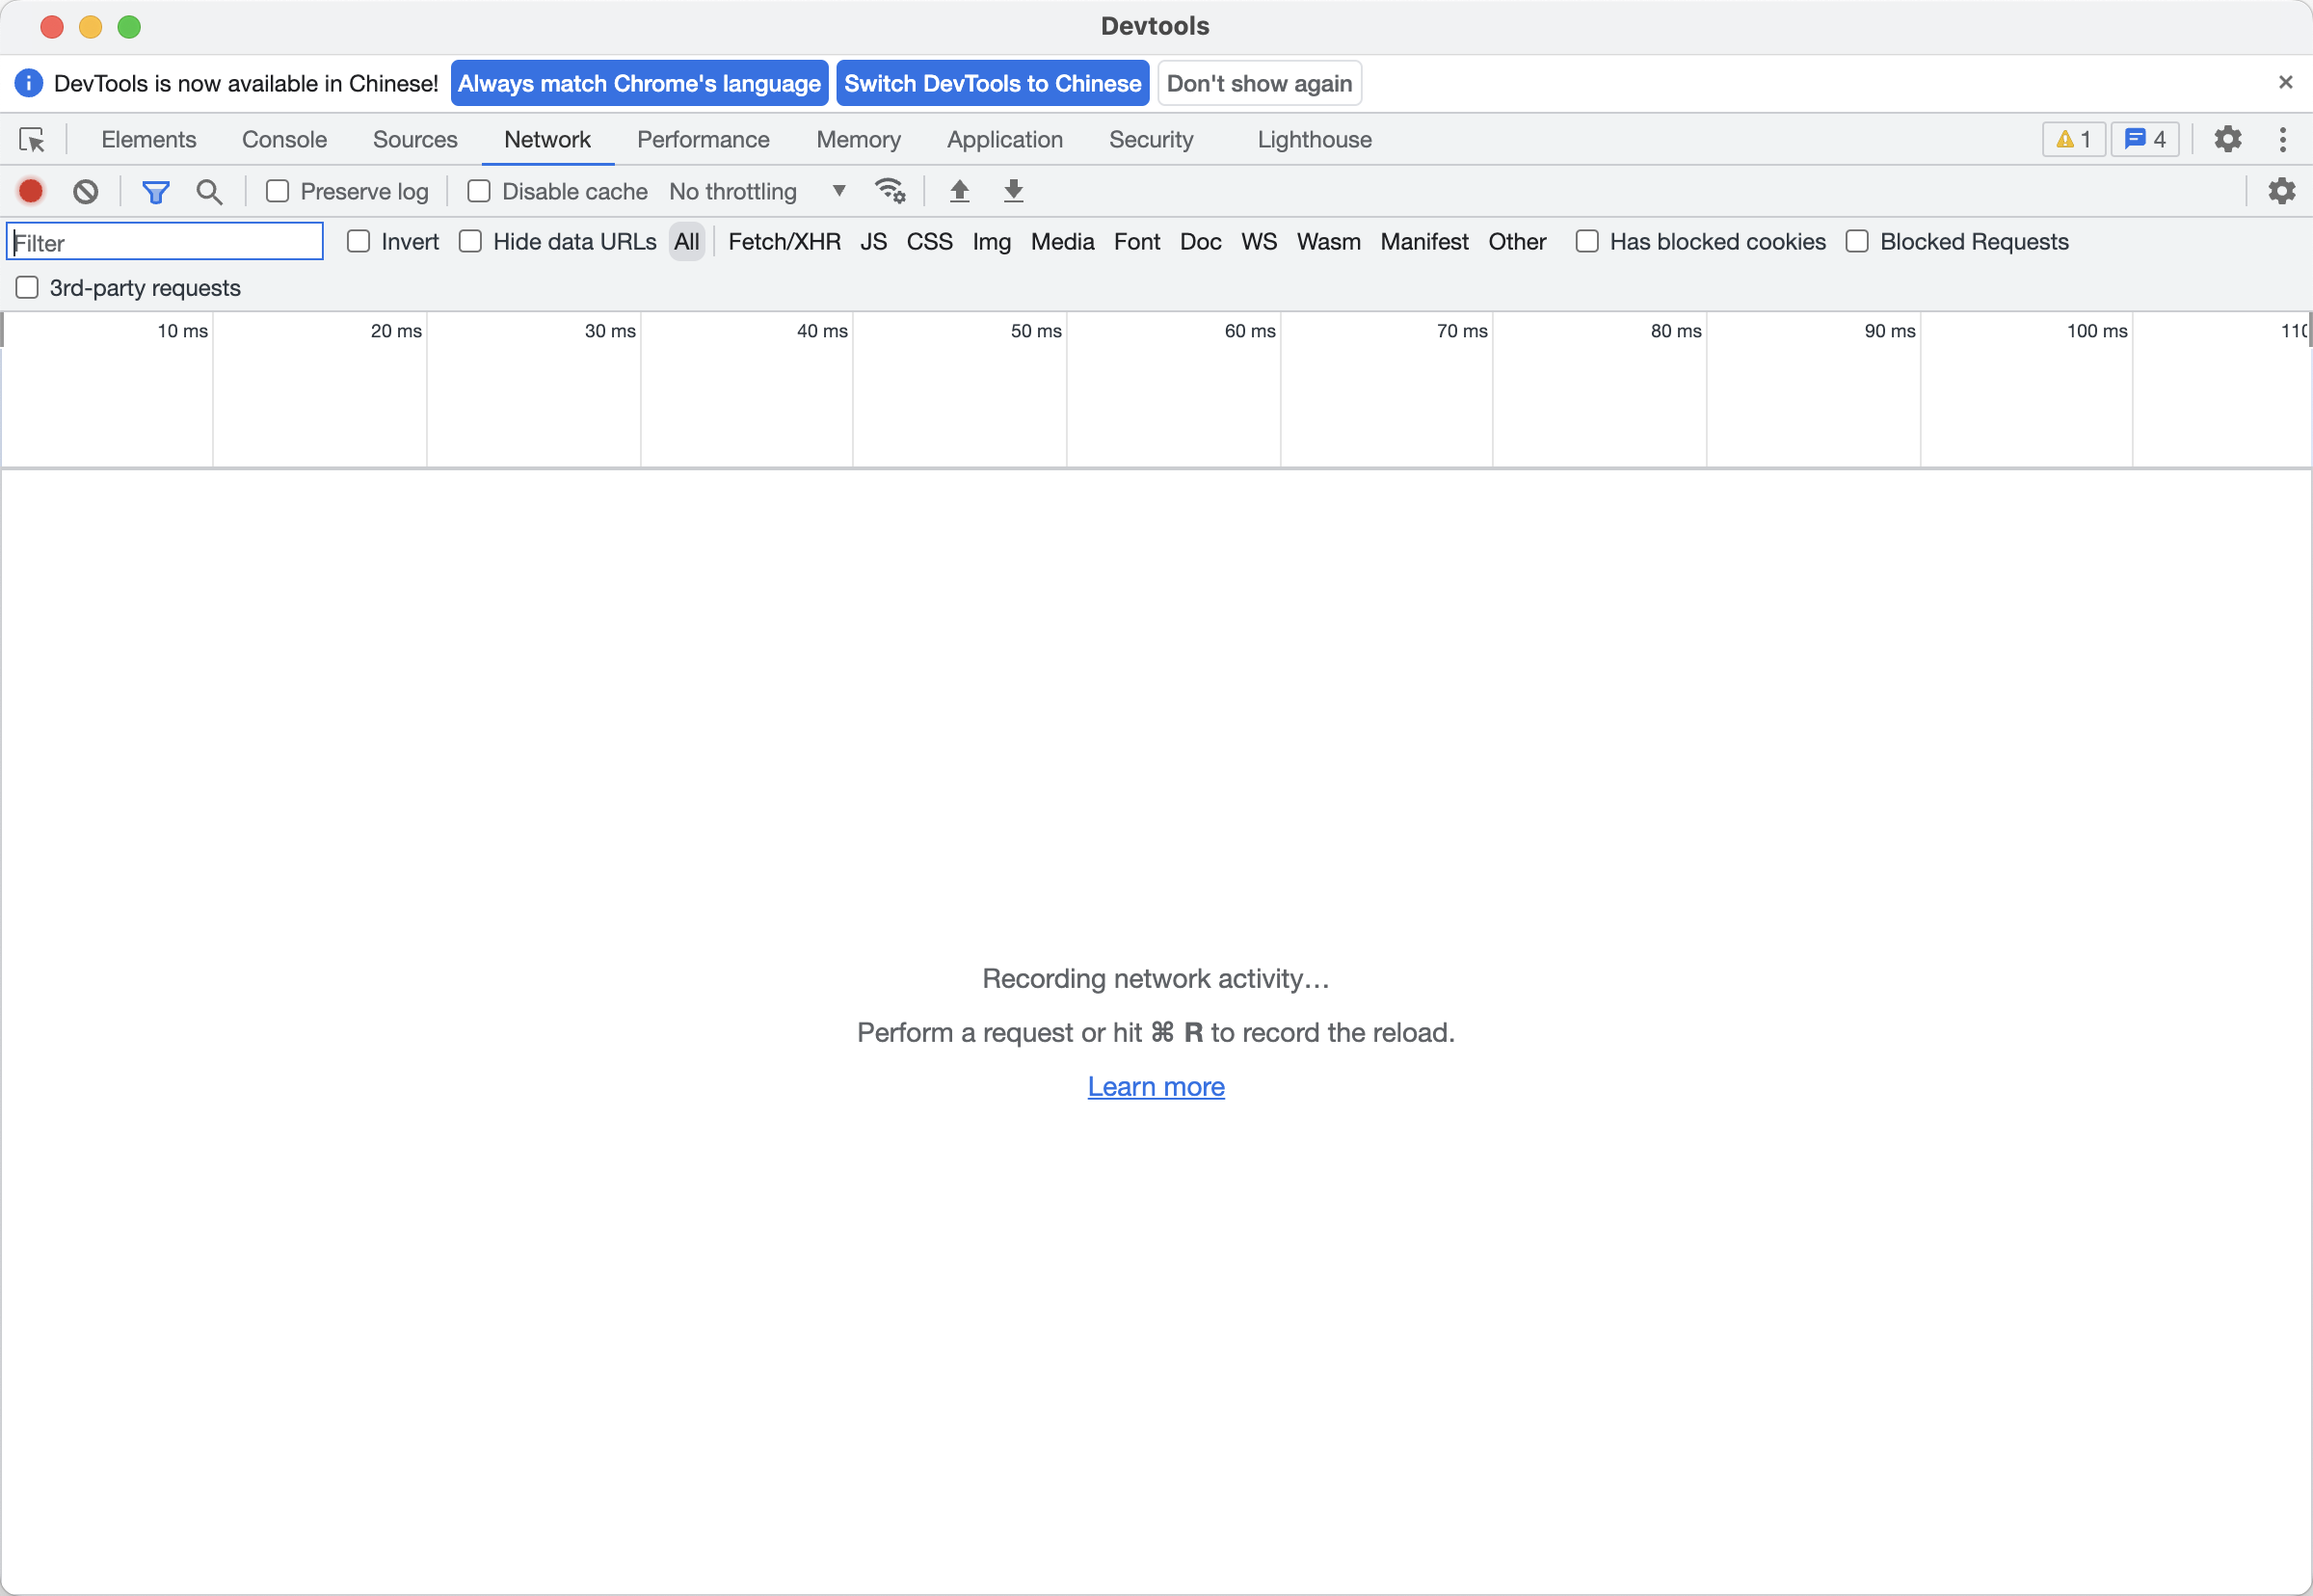 Devtools
DevTools is now available in Chinese! Always match Chrome's language Switch DevTools to Chinese Don't show again ×
Elements Console Sources Network Performance Memory Application Security Lighthouse 1 4
Preserve log Disable cache No throttling
Filter Invert Hide data URLs All Fetch/XHR JS CSS Img Media Font Doc WS Wasm Manifest Other Has blocked cookies Blocked Requests
3rd-party requests
10 ms 20 ms 30 ms 40 ms 50 ms 60 ms 70 ms 80 ms 90 ms 100 ms
Recording network activity…
Perform a request or hit ⌘ R to record the reload.
Learn more